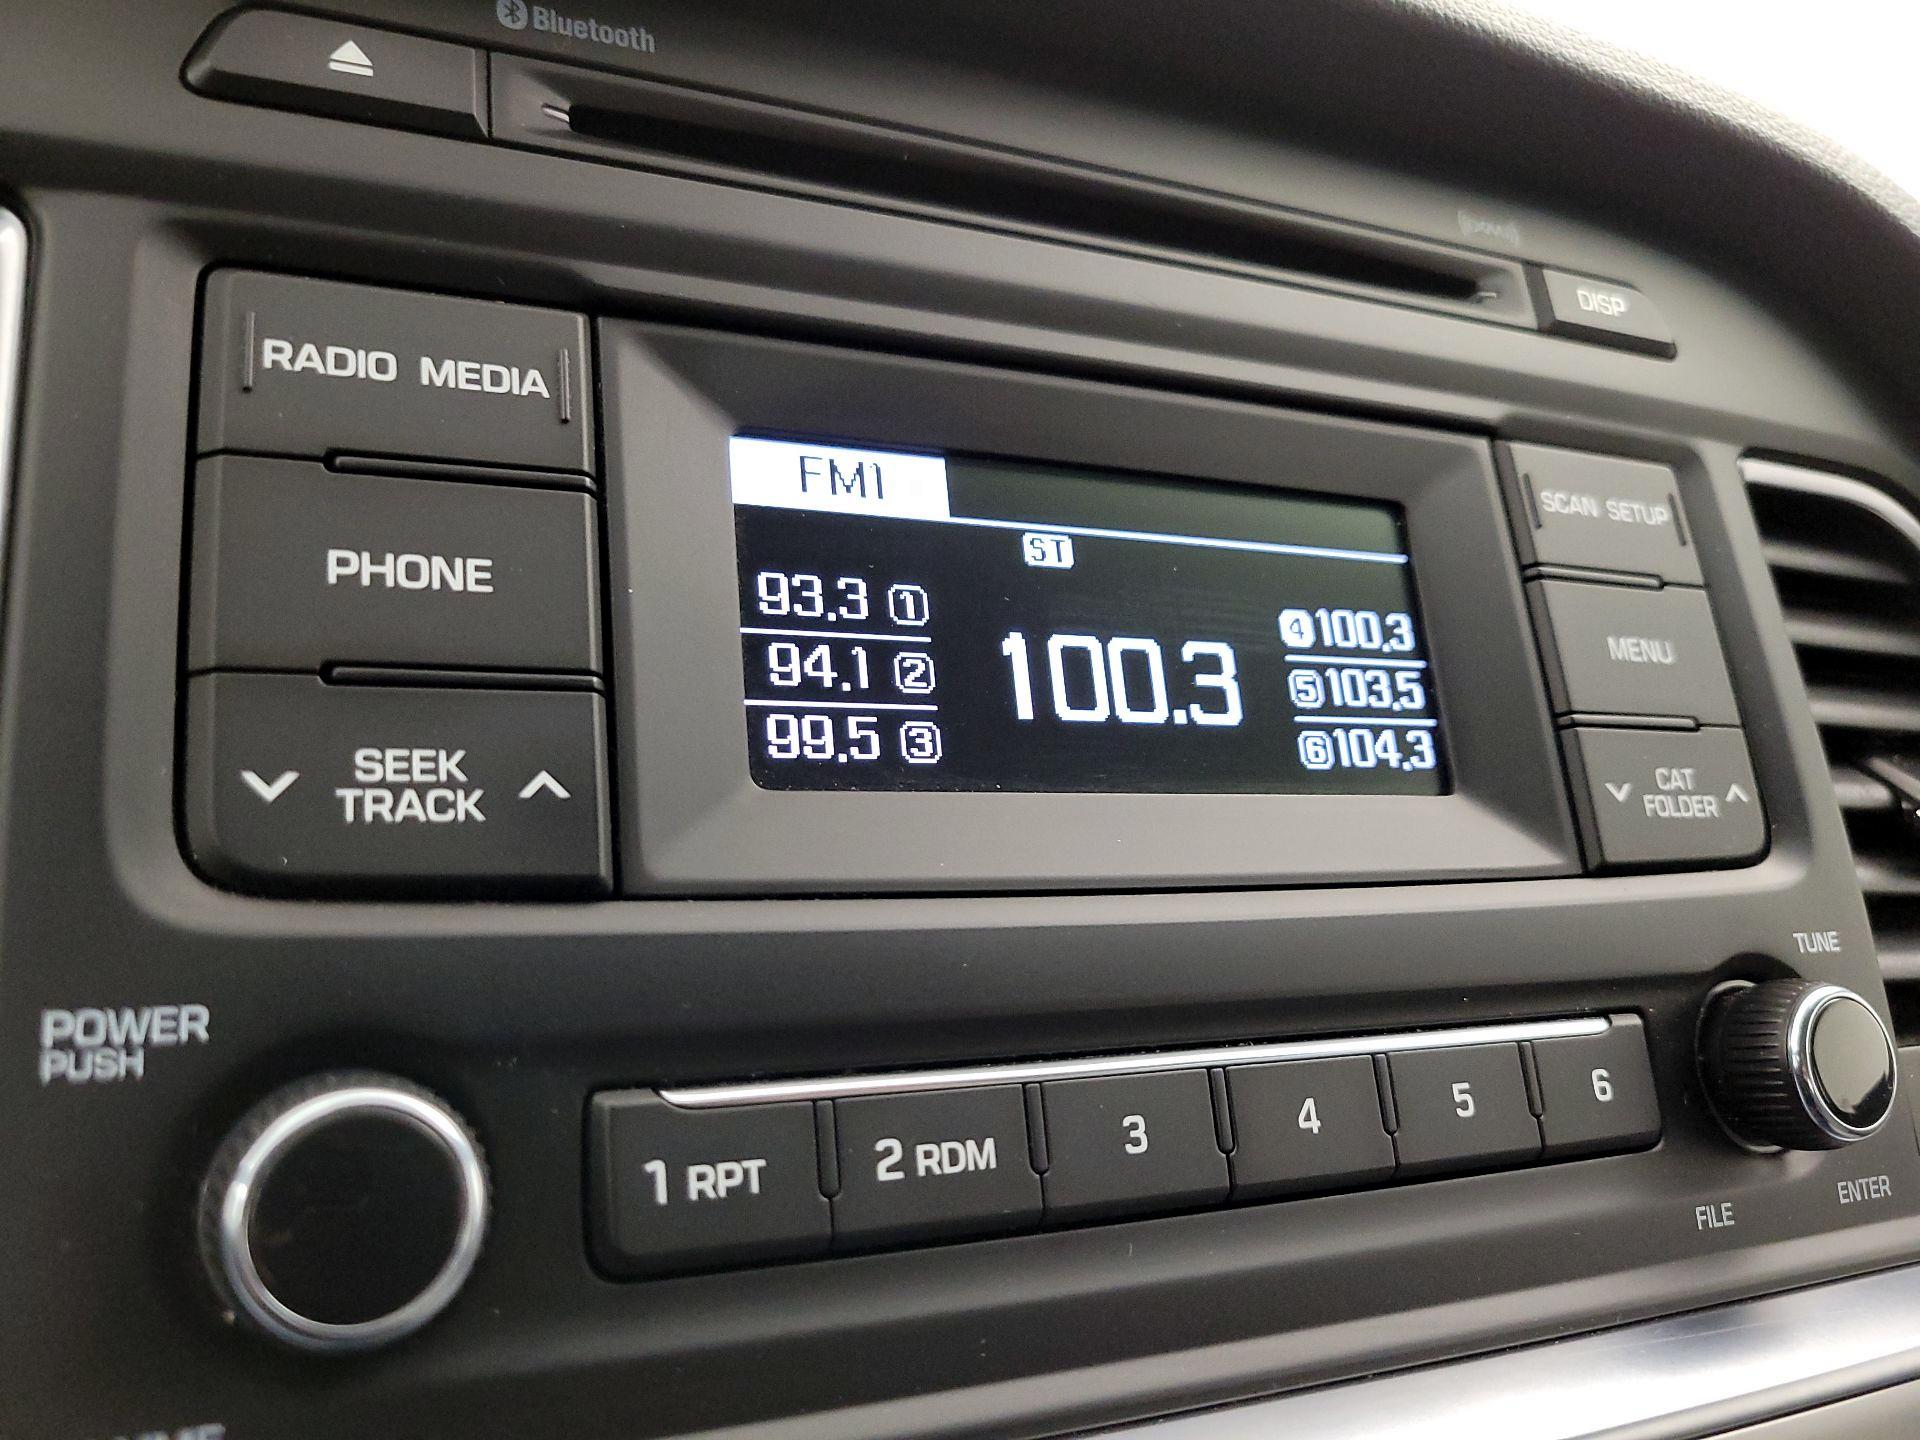 Bluetooth
DISP
RADIO MEDIA
PHONE
SEEK
TRACK
FM1
ST
93.3 1
94.1 2
99.5 3
100.3
4 100.3
5 103.5
6 104.3
SCAN SETUP
MENU
CAT
FOLDER
POWER
PUSH
1 RPT
2 RDM
3
4
5
6
TUNE
FILE
ENTER